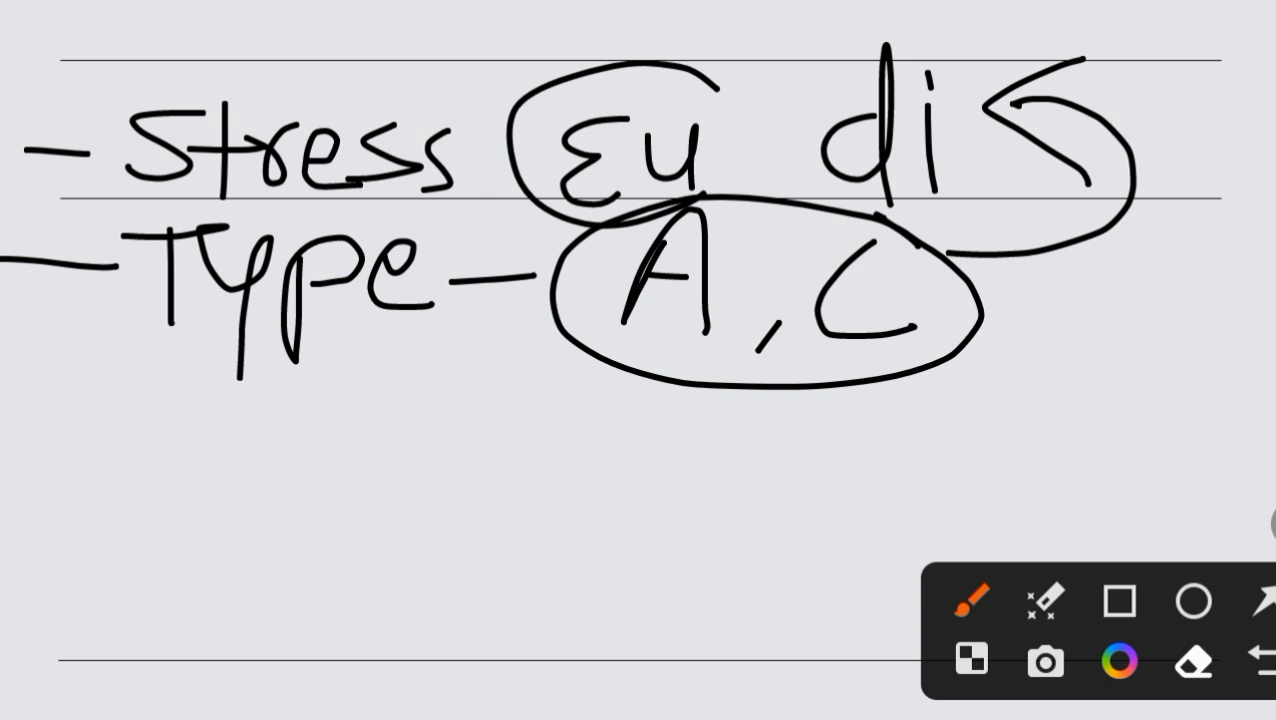 - Stress Eu dis
- Type - A, C